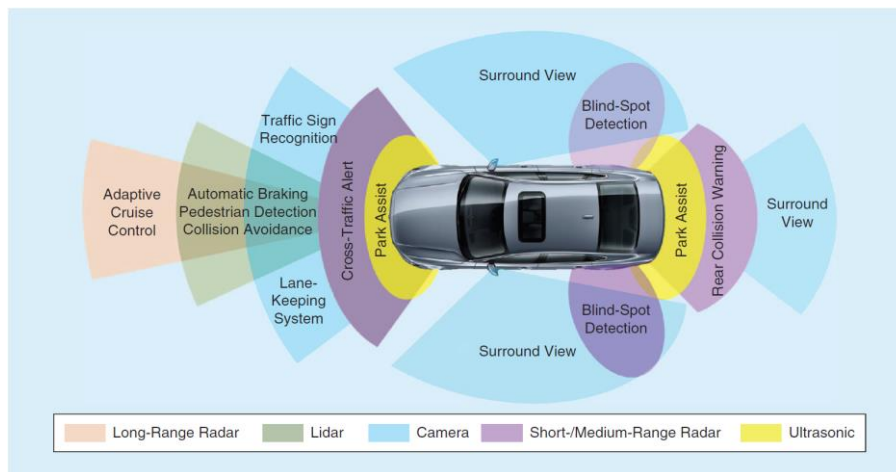 Surround View
Blind-Spot
Detection
Traffic Sign
Recognition
Adaptive
Cruise
Control
Automatic Braking
Pedestrian Detection
Collision Avoidance
Cross-Traffic Alert
Park Assist
Park Assist
Rear Collision Warning
Surround
View
Lane-
Keeping
System
Blind-Spot
Detection
Surround View
Long-Range Radar
Lidar
Camera
Short-/Medium-Range Radar
Ultrasonic